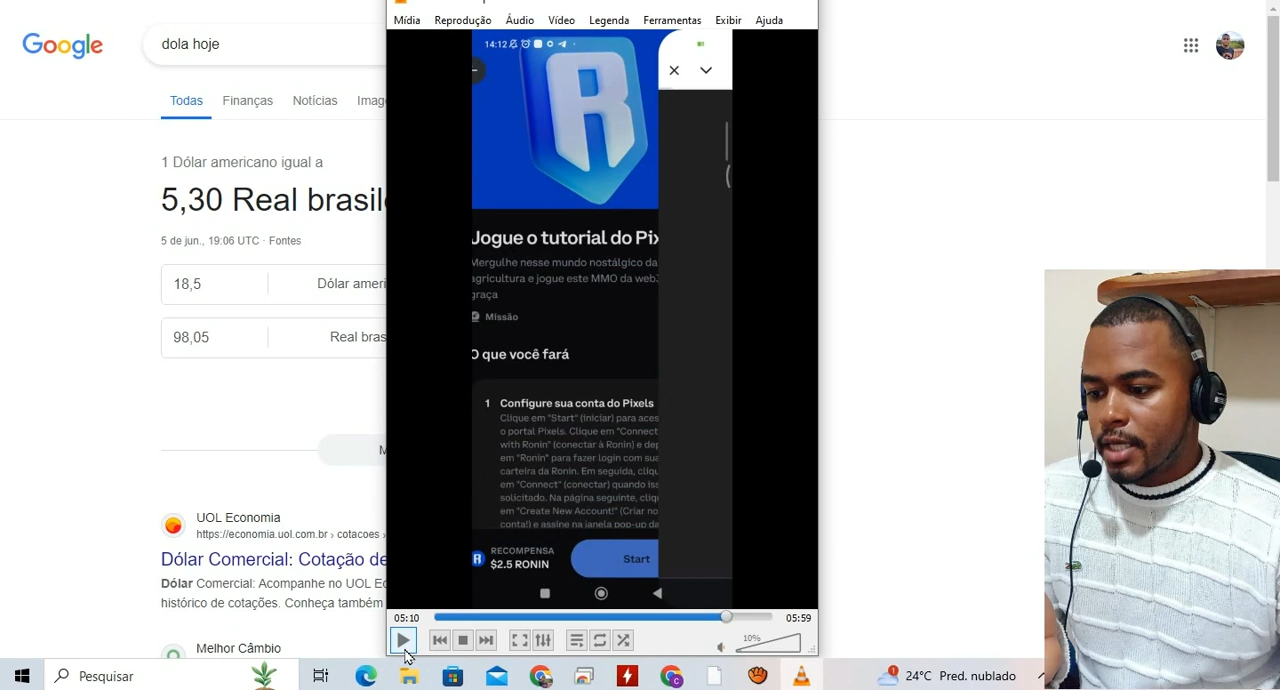 Mídia Reprodução Áudio Vídeo Legenda Ferramentas Exibir Ajuda
Google
dola hoje
14:12
Todas Finanças Notícias Imag
1 Dólar americano igual a
5,30 Real brasile
5 de jun., 19:06 UTC · Fontes
18,5 Dólar ameri
98,05 Real bras
M
UOL Economia
https://economia.uol.com.br › cotacoes ›
Dólar Comercial: Cotação de
Dólar Comercial: Acompanhe no UOL Ec
histórico de cotações. Conheça também
Melhor Câmbio
R
Jogue o tutorial do Pix
Mergulhe nesse mundo nostálgico da
agricultura e jogue este MMO da web3
graça
Missão
O que você fará
1 Configure sua conta do Pixels
Clique em "Start" (iniciar) para aces
o portal Pixels. Clique em "Connect
with Ronin" (conectar à Ronin) e dep
em "Ronin" para fazer login com sua
carteira da Ronin. Em seguida, cliqu
em "Connect" (conectar) quando iss
solicitado. Na página seguinte, cliq
em "Create New Account!" (Criar no
conta!) e assine na janela pop-up da
RECOMPENSA
$2.5 RONIN
Start
05:10 05:59
10%
Pesquisar
1
24°C Pred. nublado